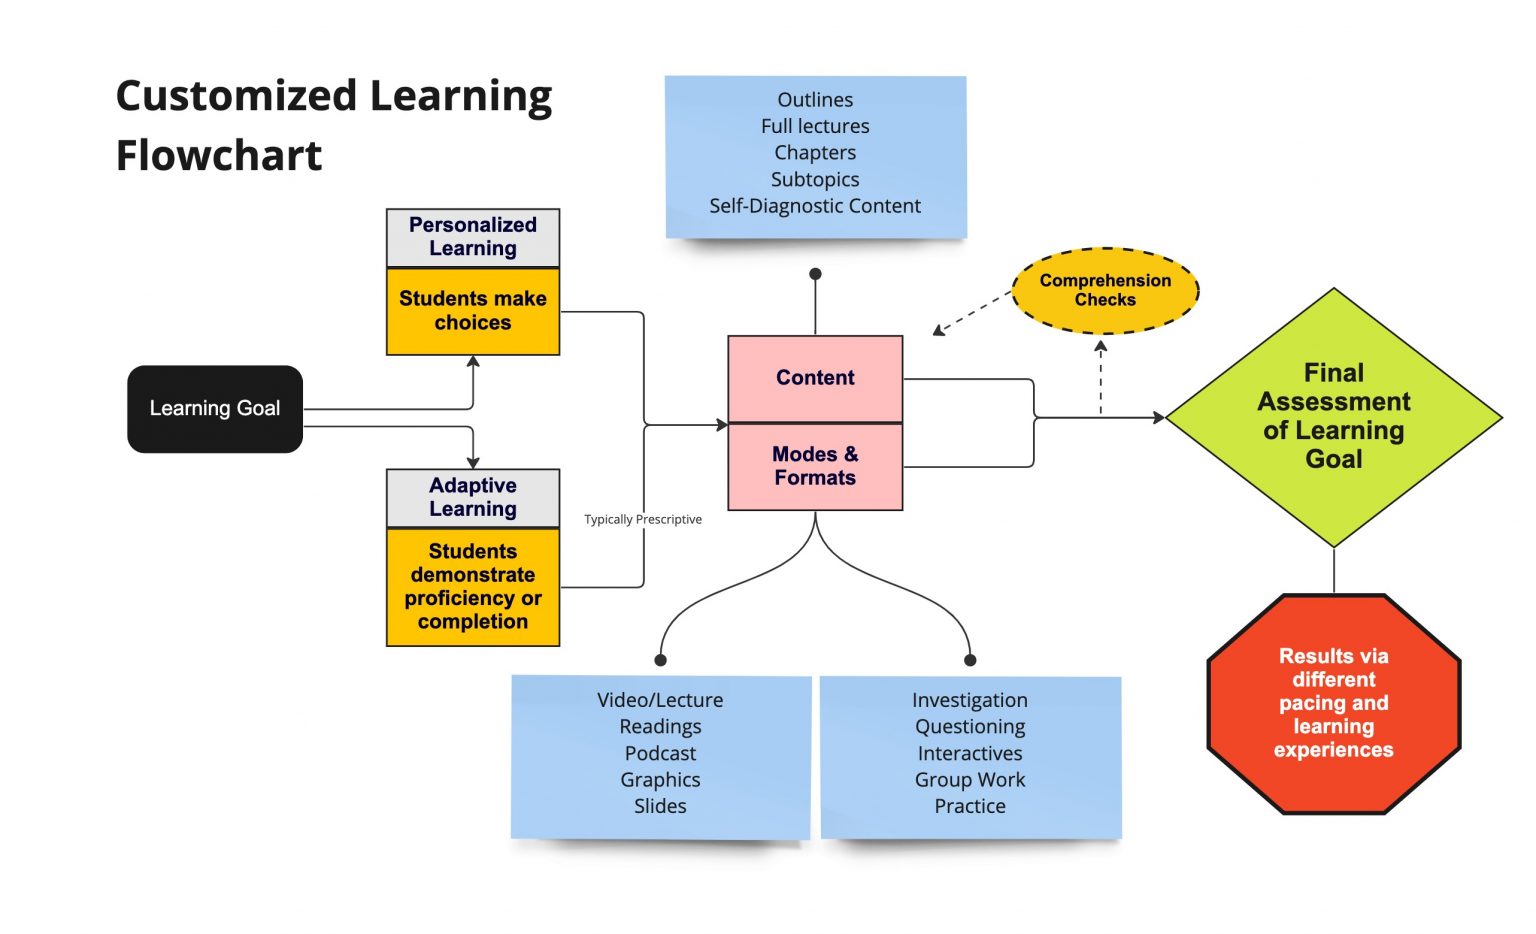 Customized Learning
Flowchart
Outlines
Full lectures
Chapters
Subtopics
Self-Diagnostic Content
Personalized
Learning
Students make
choices
Comprehension
Checks
Learning Goal
Content
Modes &
Formats
Final
Assessment
of Learning
Goal
Adaptive
Learning
Students
demonstrate
proficiency or
completion
Typically Prescriptive
Video/Lecture
Readings
Podcast
Graphics
Slides
Investigation
Questioning
Interactives
Group Work
Practice
Results via
different
pacing and
learning
experiences